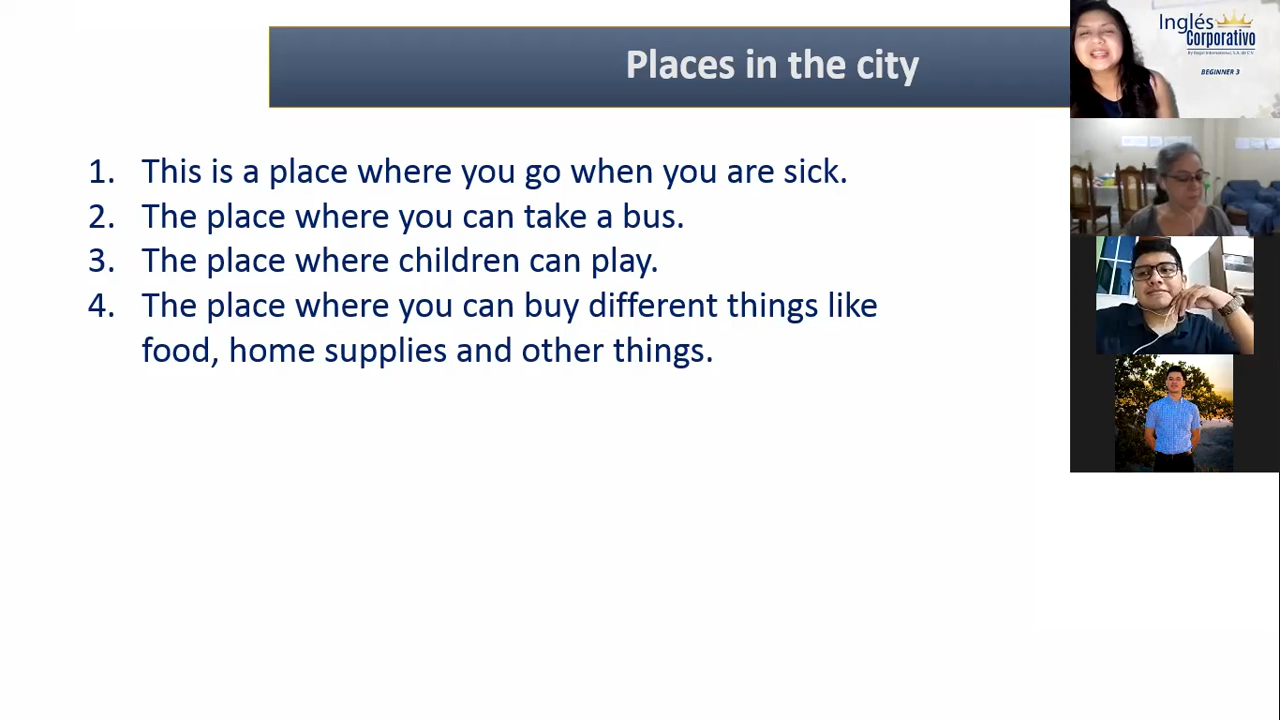 Places in the city
1. This is a place where you go when you are sick.
2. The place where you can take a bus.
3. The place where children can play.
4. The place where you can buy different things like
food, home supplies and other things.
Inglés
Corporativo
BEGINNER 3